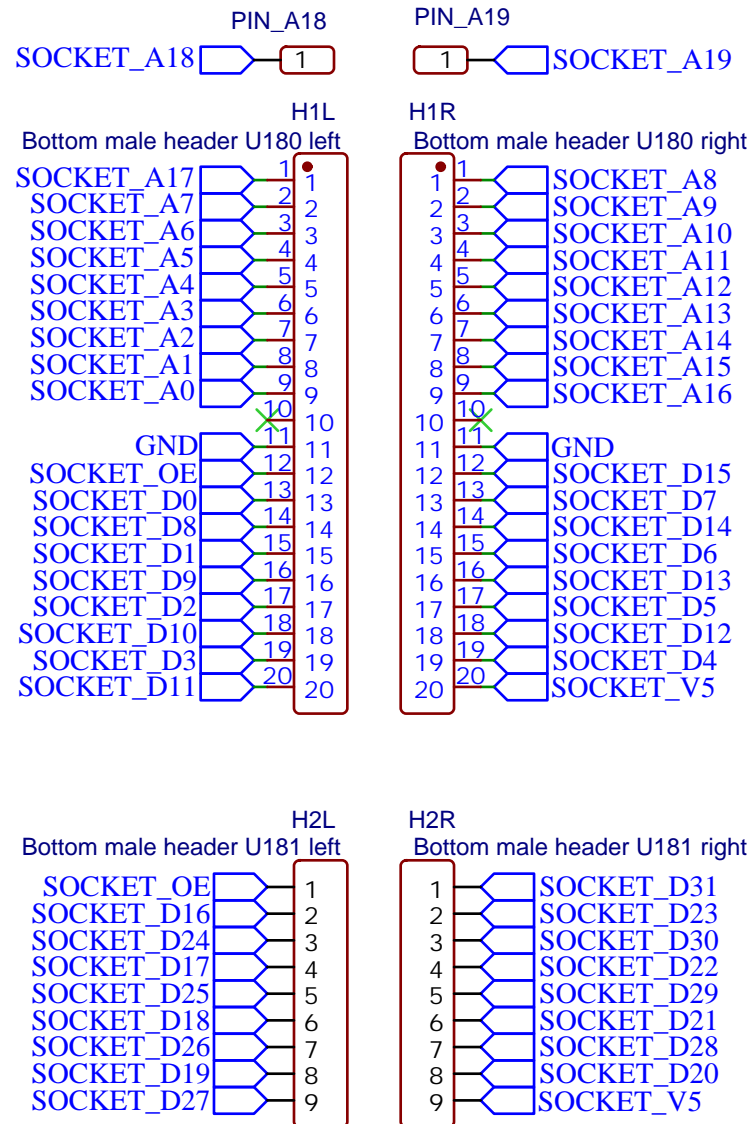 PIN_A18 PIN_A19
SOCKET_A18 1 1 SOCKET_A19
H1L H1R
Bottom male header U180 left Bottom male header U180 right
SOCKET_A17 1 1 1 1 SOCKET_A8
SOCKET_A7 2 2 2 2 SOCKET_A9
SOCKET_A6 3 3 3 3 SOCKET_A10
SOCKET_A5 4 4 4 4 SOCKET_A11
SOCKET_A4 5 5 5 5 SOCKET_A12
SOCKET_A3 6 6 6 6 SOCKET_A13
SOCKET_A2 7 7 7 7 SOCKET_A14
SOCKET_A1 8 8 8 8 SOCKET_A15
SOCKET_A0 9 9 9 9 SOCKET_A16
10 10 10 10
GND 11 11 11 11 GND
SOCKET_OE 12 12 12 12 SOCKET_D15
SOCKET_D0 13 13 13 13 SOCKET_D7
SOCKET_D8 14 14 14 14 SOCKET_D14
SOCKET_D1 15 15 15 15 SOCKET_D6
SOCKET_D9 16 16 16 16 SOCKET_D13
SOCKET_D2 17 17 17 17 SOCKET_D5
SOCKET_D10 18 18 18 18 SOCKET_D12
SOCKET_D3 19 19 19 19 SOCKET_D4
SOCKET_D11 20 20 20 20 SOCKET_V5
H2L H2R
Bottom male header U181 left Bottom male header U181 right
SOCKET_OE 1 1 SOCKET_D31
SOCKET_D16 2 2 SOCKET_D23
SOCKET_D24 3 3 SOCKET_D30
SOCKET_D17 4 4 SOCKET_D22
SOCKET_D25 5 5 SOCKET_D29
SOCKET_D18 6 6 SOCKET_D21
SOCKET_D26 7 7 SOCKET_D28
SOCKET_D19 8 8 SOCKET_D20
SOCKET_D27 9 9 SOCKET_V5